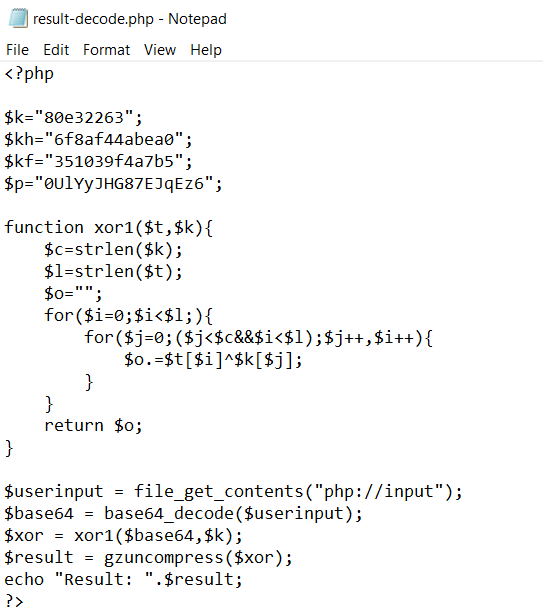 result-decode.php - Notepad
File Edit Format View Help
<?php
$k="80e32263";
$kh="6f8af44abea0";
$kf="351039f4a7b5";
$p="0UlYyJHG87EJqEz6";
function xor1($t,$k){
    $c=strlen($k);
    $l=strlen($t);
    $o="";
    for($i=0;$i<$l;){
        for($j=0;($j<$c&&$i<$l);$j++,$i++){
            $o.=$t[$i]^$k[$j];
        }
    }
    return $o;
}
$userinput = file_get_contents("php://input");
$base64 = base64_decode($userinput);
$xor = xor1($base64,$k);
$result = gzuncompress($xor);
echo "Result: ".$result;
?>